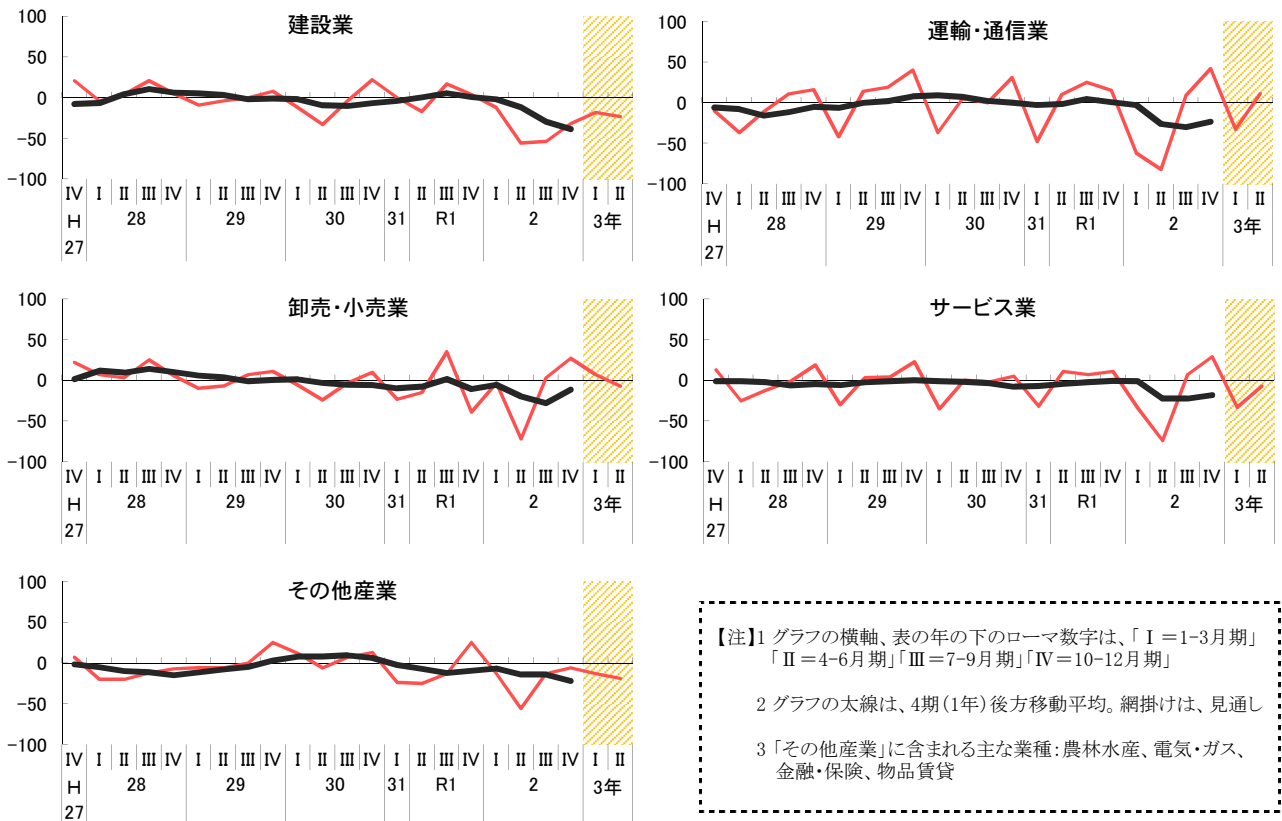 建設業
100
50
0
-50
-100
Ⅳ Ⅰ Ⅱ Ⅲ Ⅳ Ⅰ Ⅱ Ⅲ Ⅳ Ⅰ Ⅱ Ⅲ Ⅳ Ⅰ Ⅱ Ⅲ Ⅳ Ⅰ Ⅱ Ⅲ Ⅳ Ⅰ Ⅱ
H 28 29 30 31 R1 2 3年
27
運輸・通信業
100
50
0
-50
-100
Ⅳ Ⅰ Ⅱ Ⅲ Ⅳ Ⅰ Ⅱ Ⅲ Ⅳ Ⅰ Ⅱ Ⅲ Ⅳ Ⅰ Ⅱ Ⅲ Ⅳ Ⅰ Ⅱ Ⅲ Ⅳ Ⅰ Ⅱ
H 28 29 30 31 R1 2 3年
27
卸売・小売業
100
50
0
-50
-100
Ⅳ Ⅰ Ⅱ Ⅲ Ⅳ Ⅰ Ⅱ Ⅲ Ⅳ Ⅰ Ⅱ Ⅲ Ⅳ Ⅰ Ⅱ Ⅲ Ⅳ Ⅰ Ⅱ Ⅲ Ⅳ Ⅰ Ⅱ
H 28 29 30 31 R1 2 3年
27
サービス業
100
50
0
-50
-100
Ⅳ Ⅰ Ⅱ Ⅲ Ⅳ Ⅰ Ⅱ Ⅲ Ⅳ Ⅰ Ⅱ Ⅲ Ⅳ Ⅰ Ⅱ Ⅲ Ⅳ Ⅰ Ⅱ Ⅲ Ⅳ Ⅰ Ⅱ
H 28 29 30 31 R1 2 3年
27
その他産業
100
50
0
-50
-100
Ⅳ Ⅰ Ⅱ Ⅲ Ⅳ Ⅰ Ⅱ Ⅲ Ⅳ Ⅰ Ⅱ Ⅲ Ⅳ Ⅰ Ⅱ Ⅲ Ⅳ Ⅰ Ⅱ Ⅲ Ⅳ Ⅰ Ⅱ
H 28 29 30 31 R1 2 3年
27
【注】1 グラフの横軸、表の年の下のローマ数字は、「Ⅰ=1-3月期」
「Ⅱ=4-6月期」「Ⅲ=7-9月期」「Ⅳ=10-12月期」
2 グラフの太線は、4期(1年)後方移動平均。網掛けは、見通し
3 「その他産業」に含まれる主な業種:農林水産、電気・ガス、
金融・保険、物品賃貸